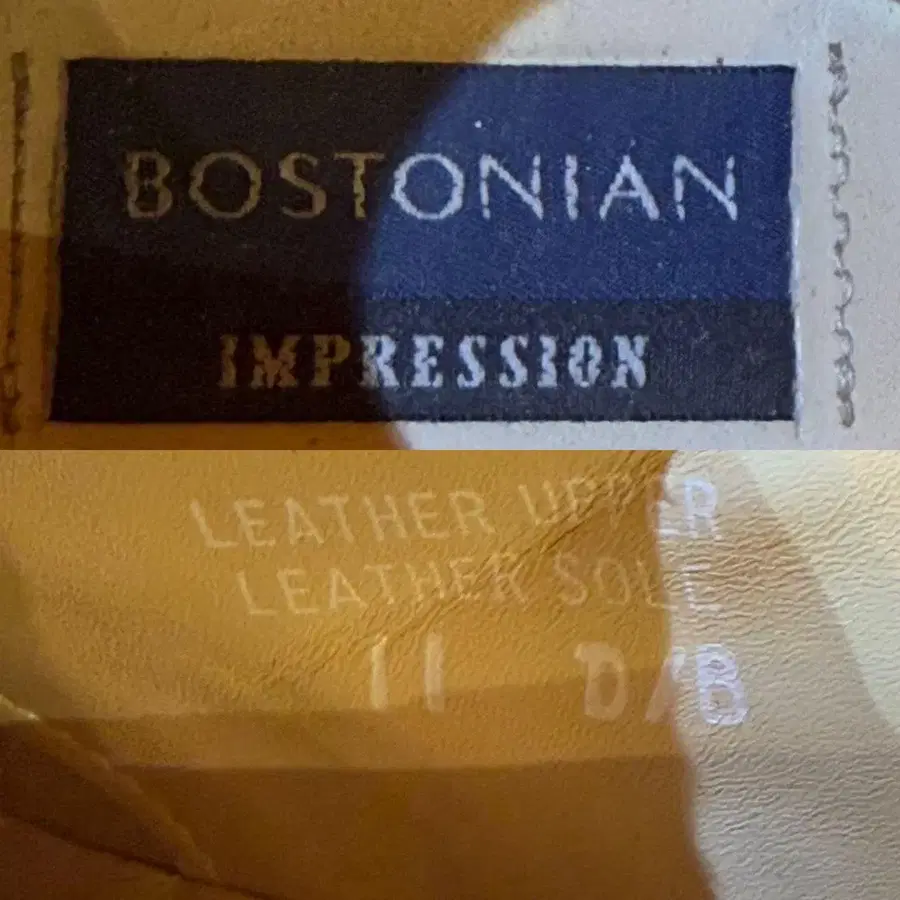 BOSTONIAN
IMPRESSION
LEATHER UPPER
LEATHER SOLE
11 D/B